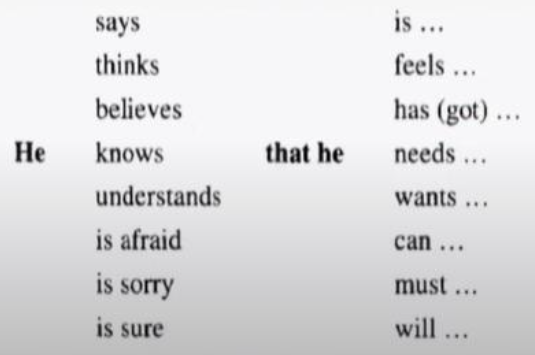 says is ...
thinks feels ...
believes has (got) ...
He knows that he needs ...
understands wants ...
is afraid can ...
is sorry must ...
is sure will ...